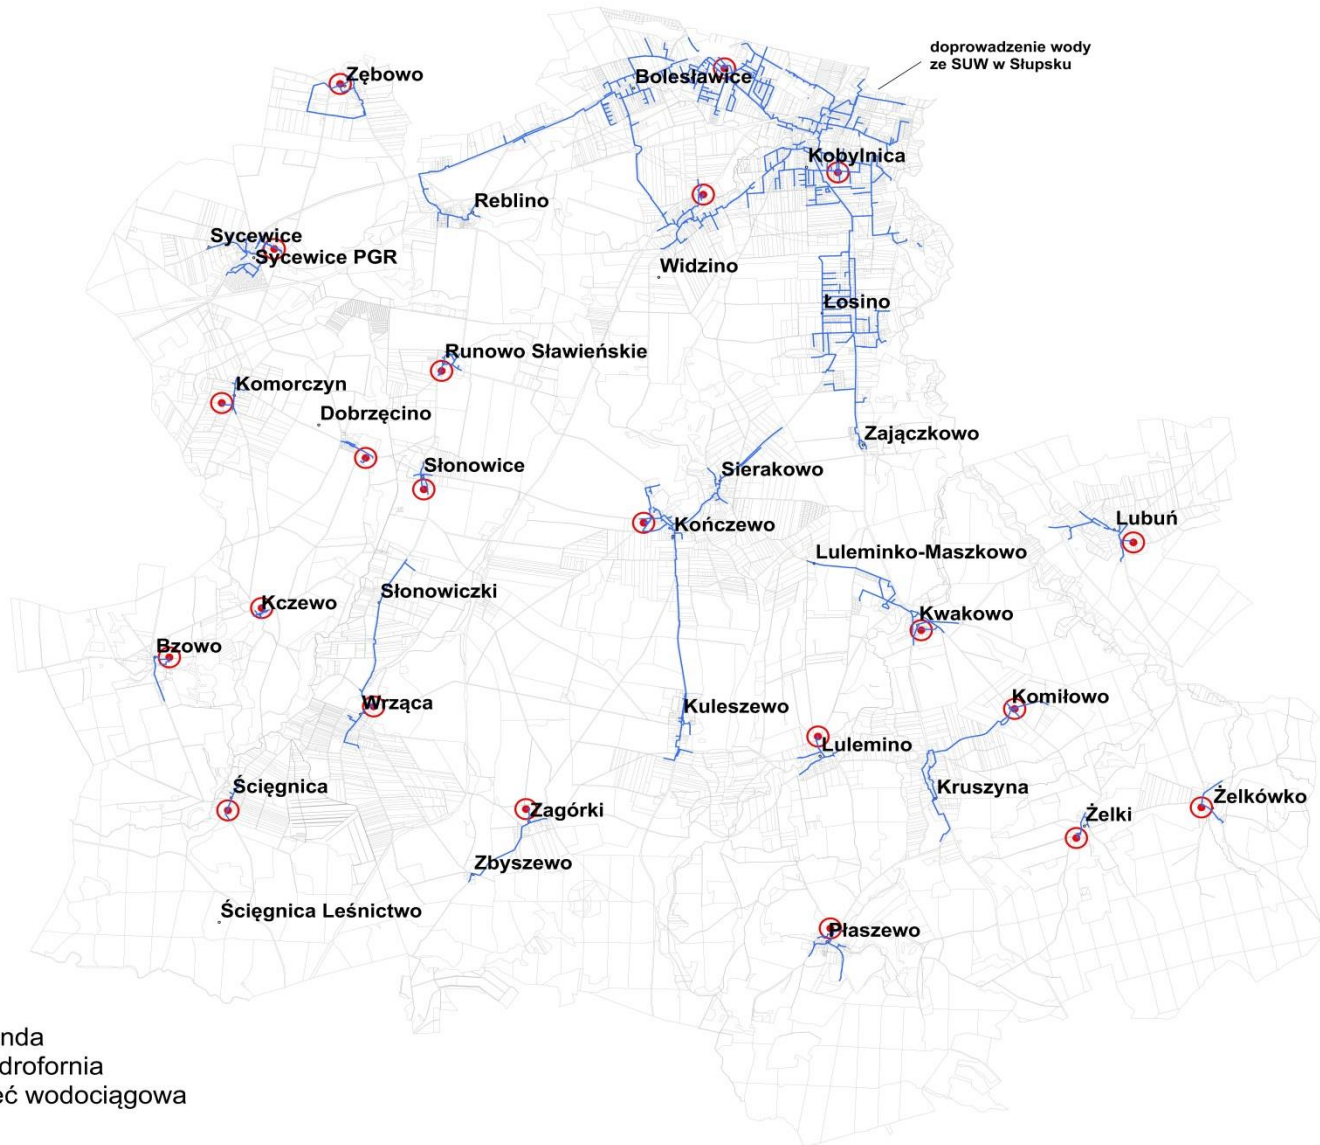 doprowadzenie wody
ze SUW w Słupsku
Zębowo
Bolesławice
Kobylnica
Reblino
Sycewice
Sycewice PGR
Widzino
Łosino
Runowo Sławieńskie
Komorczyn
Dobrzęcino
Zajączkowo
Słonowice
Sierakowo
Kończewo
Lubuń
Luleminko-Maszkowo
Słonowiczki
Kczewo
Kwakowo
Bzowo
Komiłowo
Wrząca
Kuleszewo
Lulemino
Ścięgnica
Kruszyna
Żelkówko
Zagórki
Żelki
Zbyszewo
Ścięgnica Leśnictwo
Płaszewo
nda
drofornia
eć wodociągowa